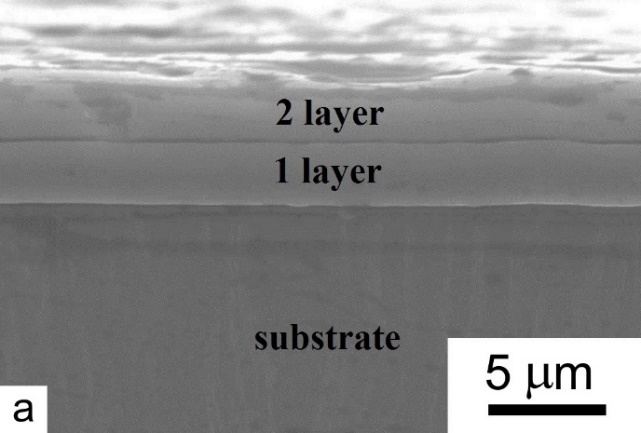 2 layer
1 layer
substrate
5 µm
a